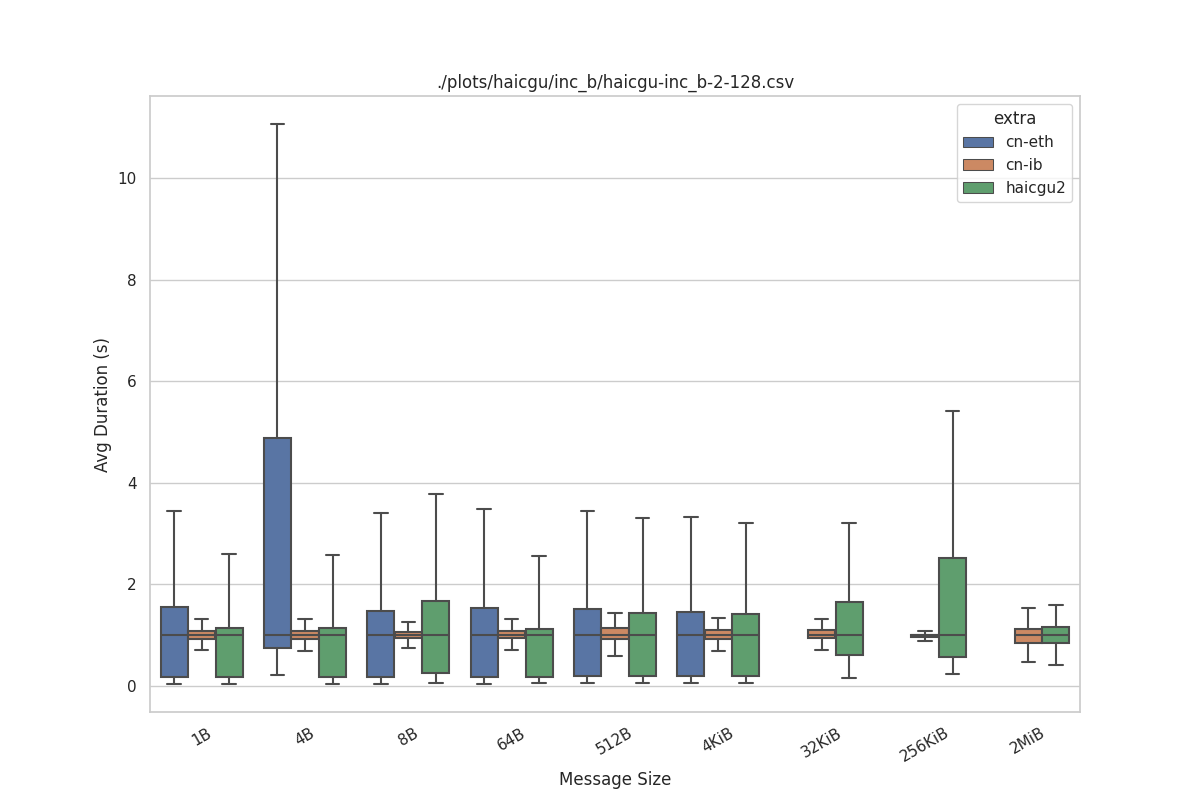 ./plots/haicgu/inc_b/haicgu-inc_b-2-128.csv
extra
cn-eth
cn-ib
haicgu2
Avg Duration (s)
10
8
6
4
2
0
1B
4B
8B
64B
512B
4KiB
32KiB
256KiB
2MiB
Message Size